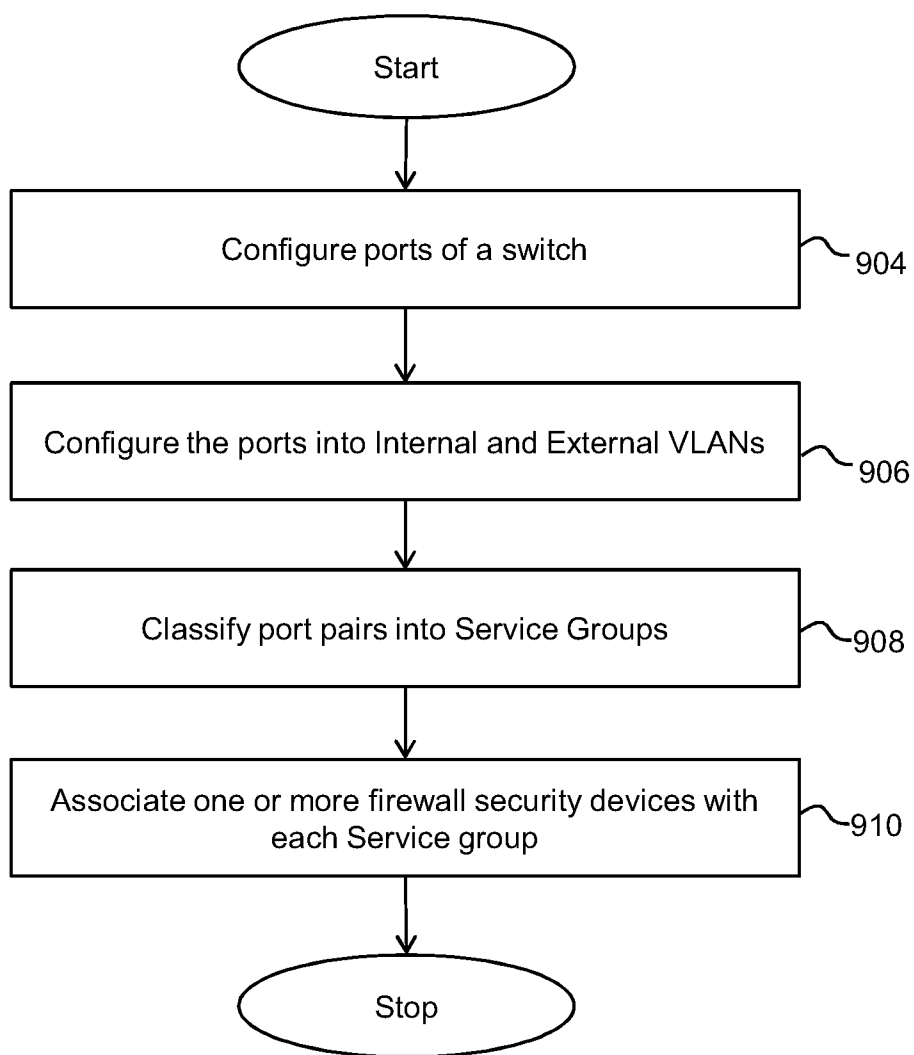 Start
Configure ports of a switch
904
Configure the ports into Internal and External VLANs
906
Classify port pairs into Service Groups
908
Associate one or more firewall security devices with
each Service group
910
Stop